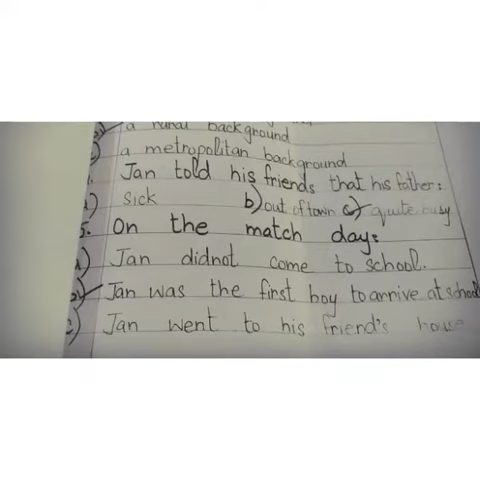 a rural background
a metropolitan background
Jan told his friends that his father:
sick b) out of town c) quite busy
5. On the match day:
a) Jan didnot come to school.
b) Jan was the first boy to arrive at school
c) Jan went to his friend's house